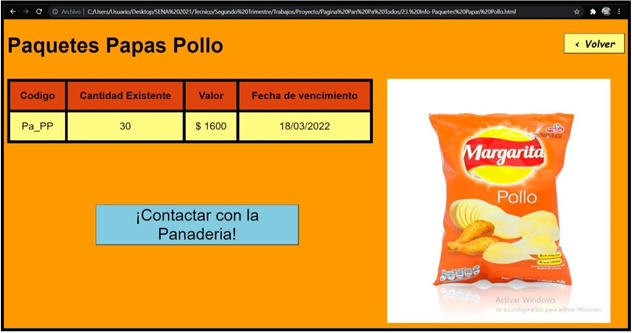 Archivo | C:/Users/Usuario/Desktop/SENA%202021/Tecnico/Segundo%20Trimestre/Trabajos/Proyecto/Pagina%20Pan%20Pa%20Todos/23.%20Info-Paquetes%20Papas%20Pollo.html
Paquetes Papas Pollo
< Volver
Codigo Cantidad Existente Valor Fecha de vencimiento
Pa_PP 30 $ 1600 18/03/2022
¡Contactar con la
Panaderia!
Margarita
Pollo
Activar Windows
Ve a Configuración para activar Windows.